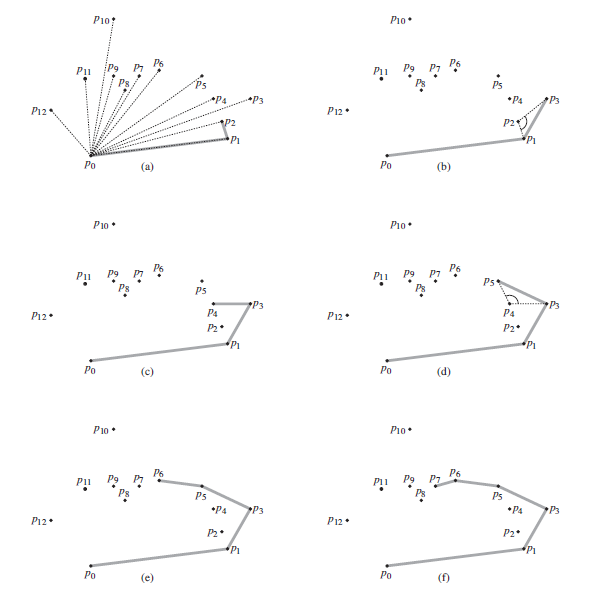 p10 p10
p11 p9 p7 p6 p11 p9 p7 p6
p8 p5 p8 p5
p12 p4 p3 p12 p4 p3
p2 p2
p1 p1
p0 (a) p0 (b)
p10 p10
p11 p9 p7 p6 p11 p9 p7 p6
p8 p5 p8 p5
p12 p4 p3 p12 p4 p3
p2 p2
p1 p1
p0 (c) p0 (d)
p10 p10
p11 p9 p7 p6 p11 p9 p7 p6
p8 p5 p8 p5
p12 p4 p3 p12 p4 p3
p2 p2
p1 p1
p0 (e) p0 (f)